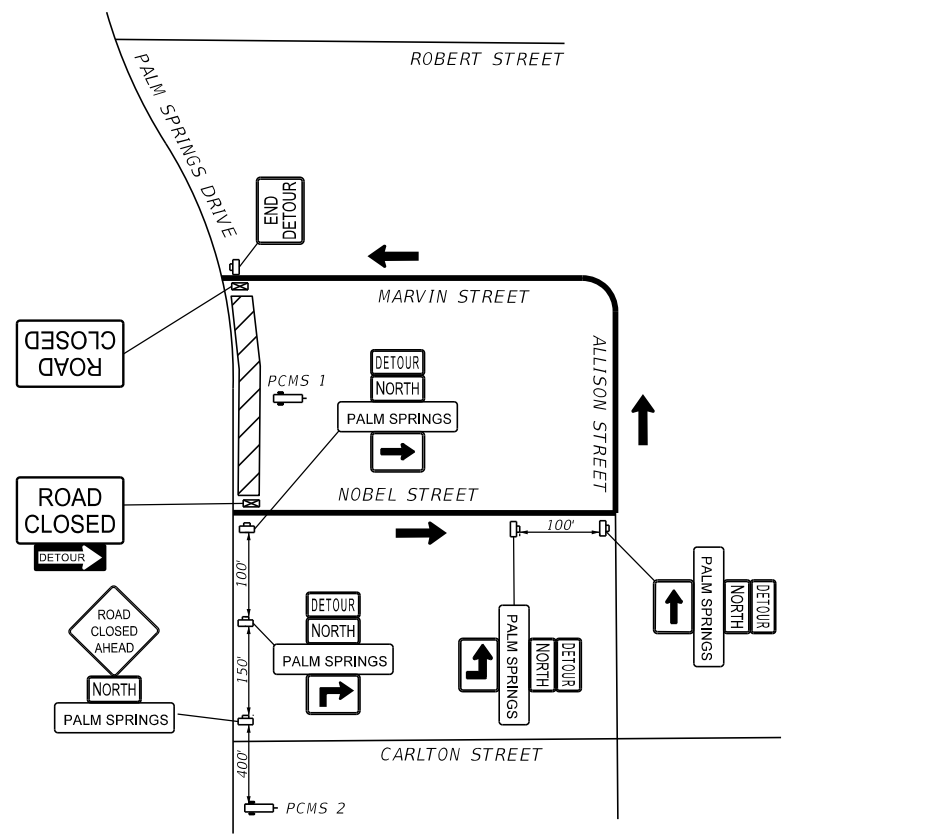 ROBERT STREET
PALM SPRINGS DRIVE
END
DETOUR
MARVIN STREET
ROAD
CLOSED
ALLISON STREET
DETOUR
NORTH
PALM SPRINGS
PCMS 1
NOBEL STREET
ROAD
CLOSED
DETOUR
100'
100'
DETOUR
NORTH
PALM SPRINGS
PALM SPRINGS
NORTH
DETOUR
PALM SPRINGS
NORTH
DETOUR
ROAD
CLOSED
AHEAD
NORTH
PALM SPRINGS
150'
CARLTON STREET
400'
PCMS 2